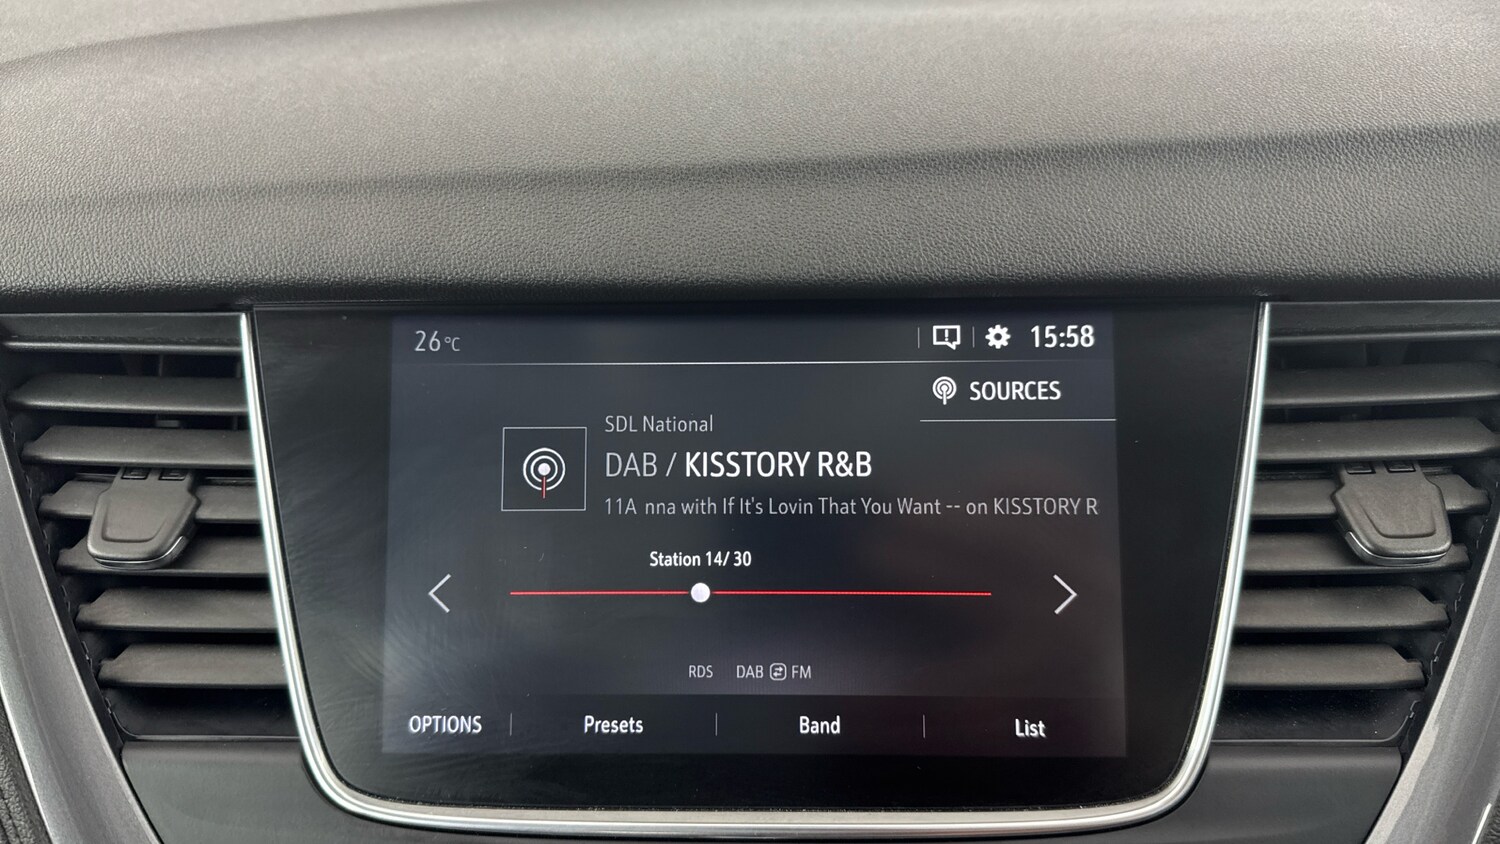 26°C
15:58
SOURCES
SDL National
DAB / KISSTORY R&B
11A nna with If It's Lovin That You Want -- on KISSTORY R
Station 14/ 30
RDS DAB FM
OPTIONS Presets Band List